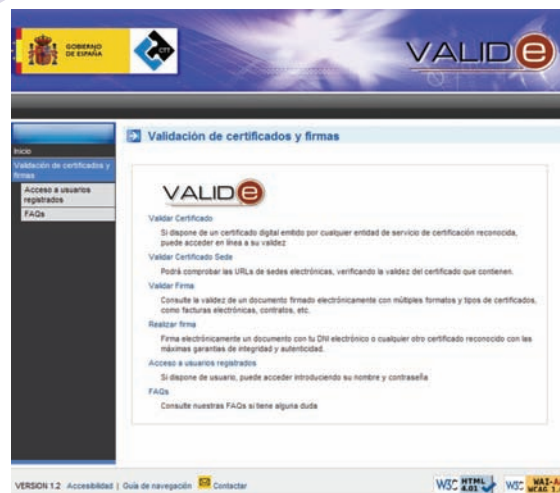 GOBIERNO
DE ESPAÑA
CTT
VALIDe
Validación de certificados y firmas
Inicio
Validación de certificados y
firmas
Acceso a usuarios
registrados
FAQs
VALIDe
Validar Certificado
Si dispone de un certificado digital emitido por cualquier entidad de servicio de certificación reconocida,
puede acceder en línea a su validez
Validar Certificado Sede
Podrá comprobar las URLs de sedes electrónicas, verificando la validez del certificado que contienen.
Validar Firma
Consulte la validez de un documento firmado electrónicamente con múltiples formatos y tipos de certificados,
como facturas electrónicas, contratos, etc.
Realizar firma
Firma electrónicamente un documento con tu DNI electrónico o cualquier otro certificado reconocido con las
máximas garantías de integridad y autenticidad.
Acceso a usuarios registrados
Si dispone de usuario, puede acceder introduciendo su nombre y contraseña
FAQs
Consulte nuestras FAQs si tiene alguna duda
VERSION 1.2 Accesibilidad | Guía de navegación Contactar
W3C HTML 4.01 W3C WAI-A WCAG 1.0